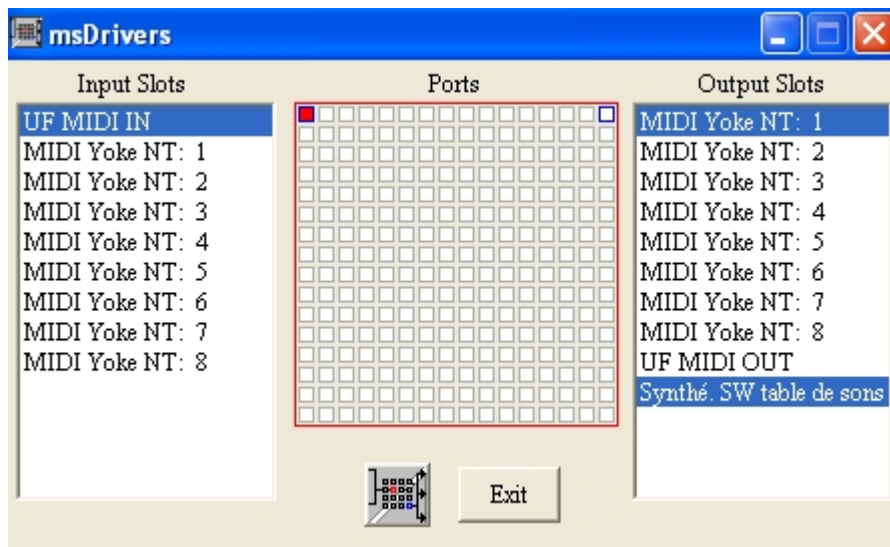 msDrivers
Input Slots
UF MIDI IN
MIDI Yoke NT: 1
MIDI Yoke NT: 2
MIDI Yoke NT: 3
MIDI Yoke NT: 4
MIDI Yoke NT: 5
MIDI Yoke NT: 6
MIDI Yoke NT: 7
MIDI Yoke NT: 8
Ports
Output Slots
MIDI Yoke NT: 1
MIDI Yoke NT: 2
MIDI Yoke NT: 3
MIDI Yoke NT: 4
MIDI Yoke NT: 5
MIDI Yoke NT: 6
MIDI Yoke NT: 7
MIDI Yoke NT: 8
UF MIDI OUT
Synthé. SW table de sons
Exit